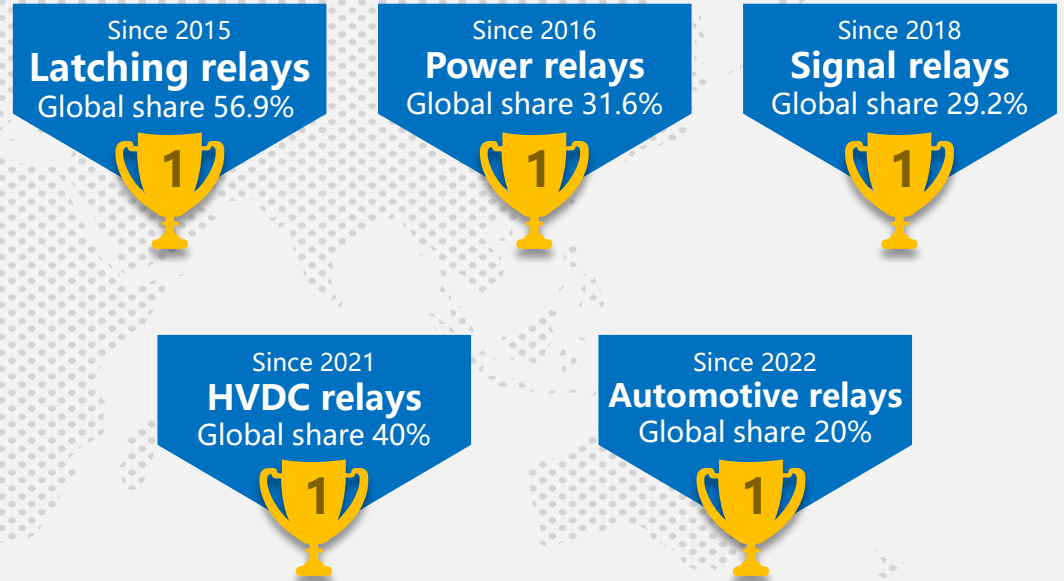 Since 2015
Latching relays
Global share 56.9%
1
Since 2016
Power relays
Global share 31.6%
1
Since 2018
Signal relays
Global share 29.2%
1
Since 2021
HVDC relays
Global share 40%
1
Since 2022
Automotive relays
Global share 20%
1